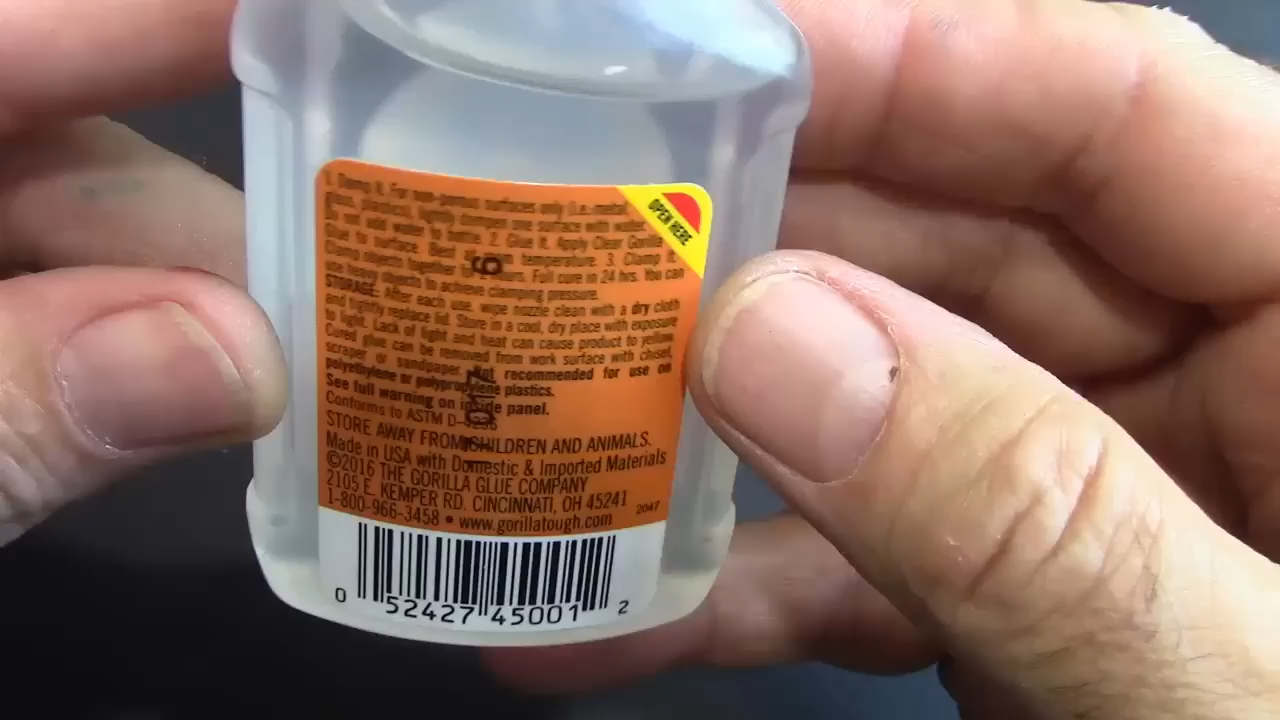 1. Damp it. For non-porous surfaces only (i.e. metal,
glass, plastics), lightly dampen one surface with water.
Do not add water to bottle. 2. Glue it. Apply Clear Gorilla
Glue to surface. Best at temperature. 3. Clamp it.
Clamp objects together Full cure in 24 hrs. You can
use heavy objects to achieve clamping pressure.
STORAGE: After each use, wipe nozzle clean with a dry cloth
and tightly replace lid. Store in a cool, dry place with exposure
to light. Lack of light and heat can cause product to yellow.
Cured glue can be removed from work surface with chisel,
scraper or sandpaper. Not recommended for use on
polyethylene or polypropylene plastics.
See full warning on inside panel.
Conforms to ASTM D-4236
STORE AWAY FROM CHILDREN AND ANIMALS.
Made in USA with Domestic & Imported Materials
©2016 THE GORILLA GLUE COMPANY
2105 E. KEMPER RD. CINCINNATI, OH 45241
1-800-966-3458 • www.gorillatough.com 2047
OPEN HERE
0 52427 45001 2